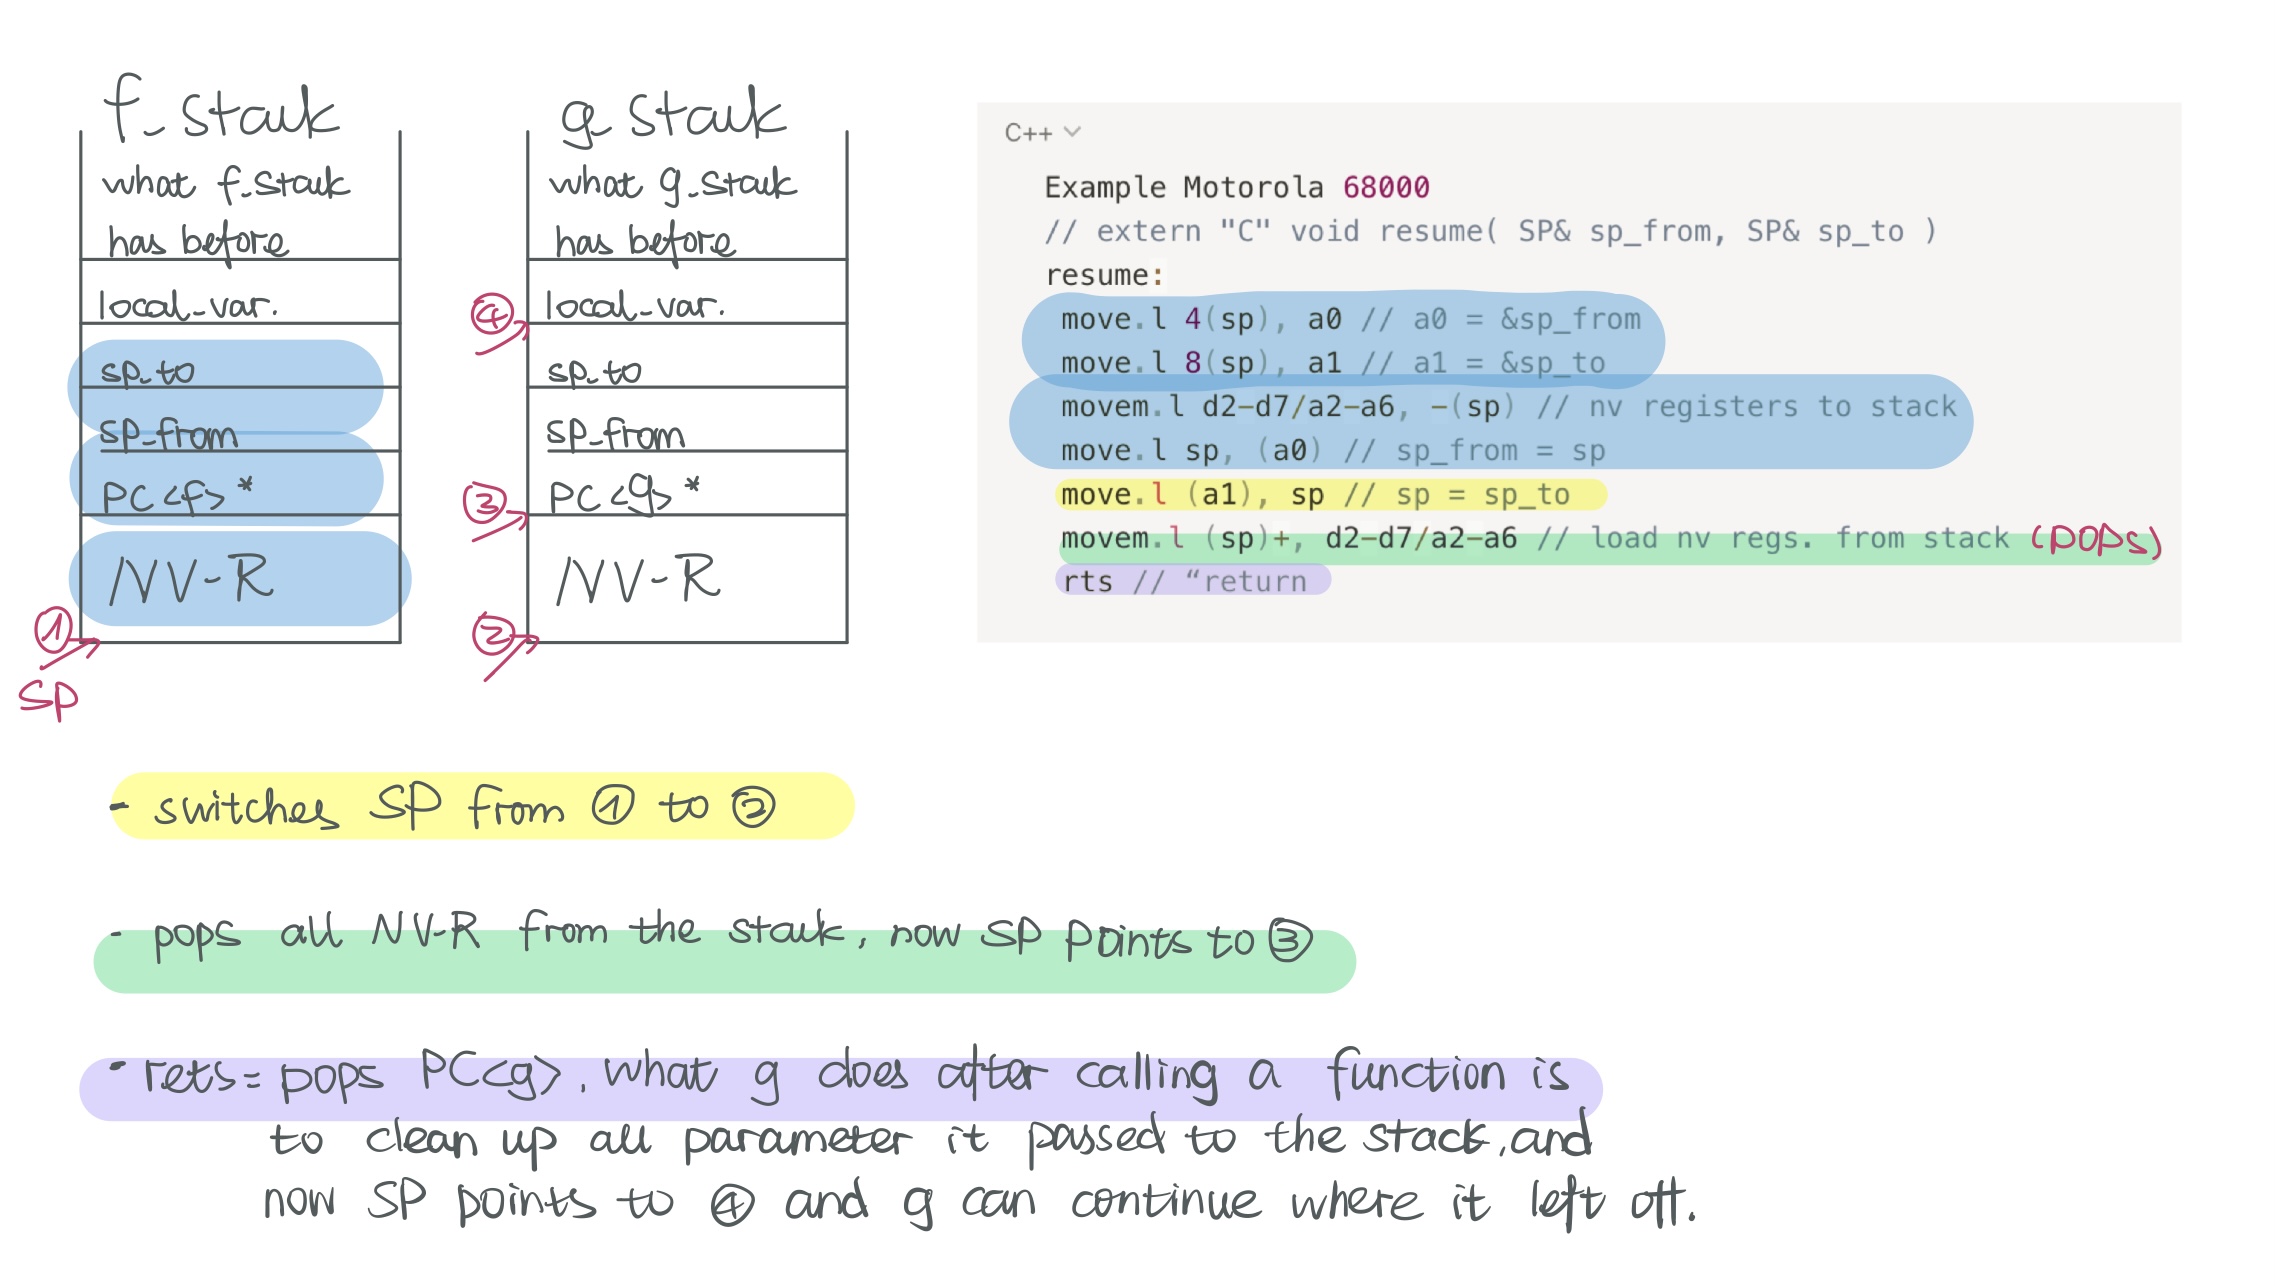 f_stack
what f_stack
has before
local_var.
sp_to
sp_from
PC<f>*
NV-R
①
SP
g_stack
what g_stack
has before
④
local_var.
sp_to
sp_from
③
PC<g>*
NV-R
②
C++
Example Motorola 68000
// extern "C" void resume( SP& sp_from, SP& sp_to )
resume:
move.l 4(sp), a0 // a0 = &sp_from
move.l 8(sp), a1 // a1 = &sp_to
movem.l d2-d7/a2-a6, -(sp) // nv registers to stack
move.l sp, (a0) // sp_from = sp
move.l (a1), sp // sp = sp_to
movem.l (sp)+, d2-d7/a2-a6 // load nv regs. from stack (POPs)
rts // “return
- switches SP from ① to ②
- pops all NV-R from the stack, now SP points to ③
- rets = pops PC<g>, what g does after calling a function is
to clean up all parameter it passed to the stack, and
now SP points to ④ and g can continue where it left off.